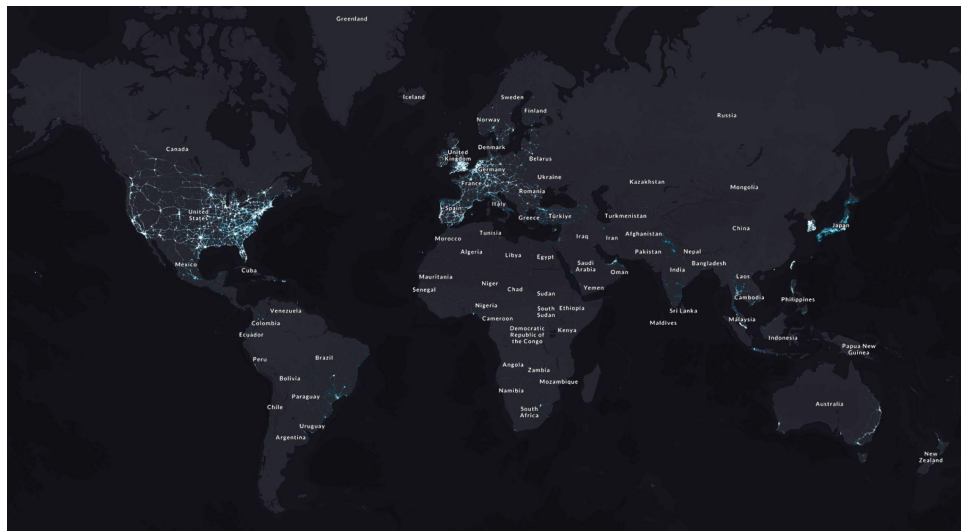 Greenland
Iceland
Sweden
Finland
Norway
Russia
Canada
United
Kingdom
Denmark
Germany
Belarus
Ukraine
France
Kazakhstan
Mongolia
Romania
United
States
Spain
Italy
Greece
Türkiye
Turkmenistan
China
Japan
Morocco
Tunisia
Iraq
Iran
Afghanistan
Algeria
Libya
Egypt
Pakistan
Nepal
Mexico
Cuba
Saudi
Arabia
Oman
India
Bangladesh
Mauritania
Laos
Senegal
Niger
Chad
Sudan
Yemen
Cambodia
Philippines
Venezuela
Nigeria
South
Sudan
Ethiopia
Sri Lanka
Colombia
Cameroon
Maldives
Malaysia
Ecuador
Democratic
Republic of
the Congo
Kenya
Indonesia
Papua New
Guinea
Peru
Brazil
Angola
Zambia
Bolivia
Mozambique
Namibia
Paraguay
Chile
South
Africa
Australia
Uruguay
Argentina
New
Zealand